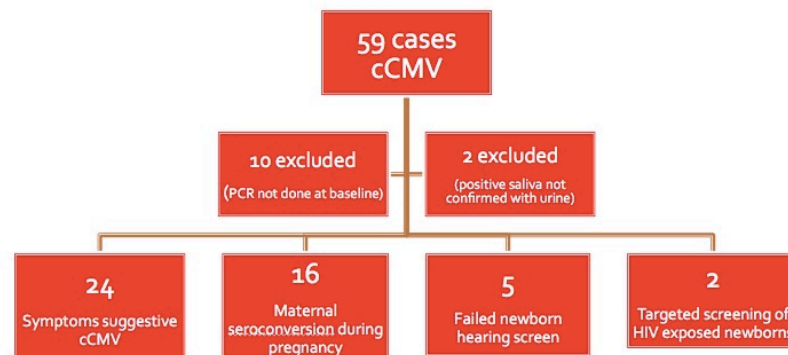 59 cases
cCMV
10 excluded
(PCR not done at baseline)
2 excluded
(positive saliva not
confirmed with urine)
24
Symptoms suggestive
cCMV
16
Maternal
seroconversion during
pregnancy
5
Failed newborn
hearing screen
2
Targeted screening of
HIV exposed newborns